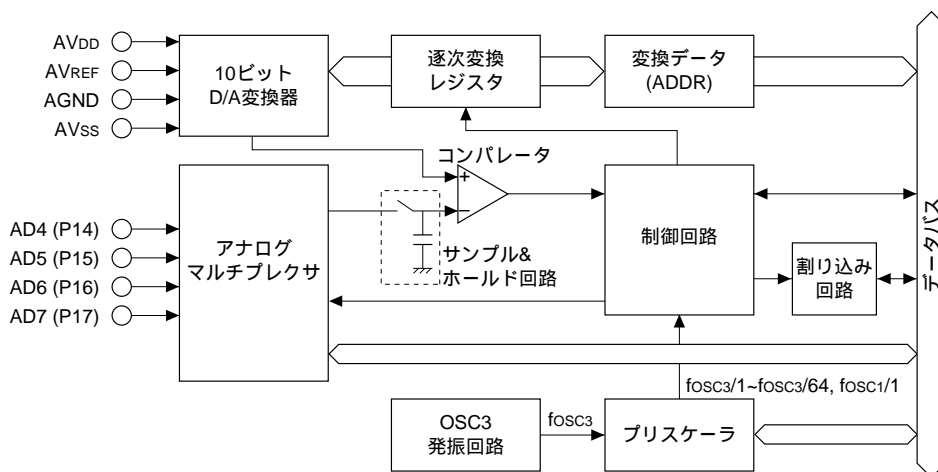 AVDD
AVREF
AGND
AVSS
10ビット
D/A変換器
逐次変換
レジスタ
変換データ
(ADDR)
コンパレータ
+
−
AD4 (P14)
AD5 (P15)
AD6 (P16)
AD7 (P17)
アナログ
マルチプレクサ
サンプル&
ホールド回路
制御回路
割り込み
回路
データバス
fOSC3/1~fOSC3/64, fOSC1/1
OSC3
発振回路
fOSC3
プリスケーラ